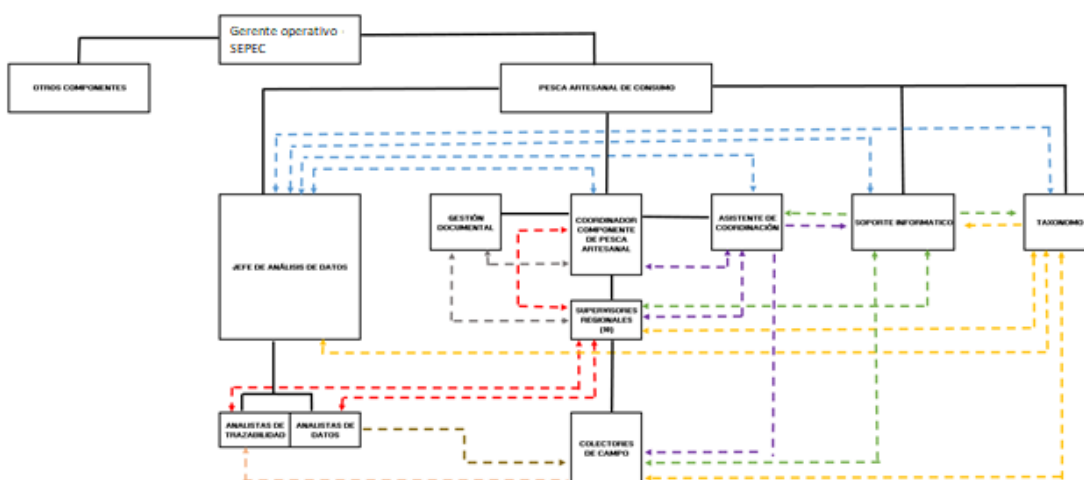 Gerente operativo -
SEPEC
OTROS COMPONENTES
PESCA ARTESANAL DE CONSUMO
JEFE DE ANÁLISIS DE DATOS
GESTIÓN
DOCUMENTAL
COORDINADOR
COMPONENTE
DE PESCA
ARTESANAL
ASISTENTE DE
COORDINACIÓN
SOPORTE INFORMATICO
TAXONOMO
SUPERVISORES
REGIONALES
(10)
ANALISTAS DE
TRAZABILIDAD
ANALISTAS DE
DATOS
COLECTORES
DE CAMPO